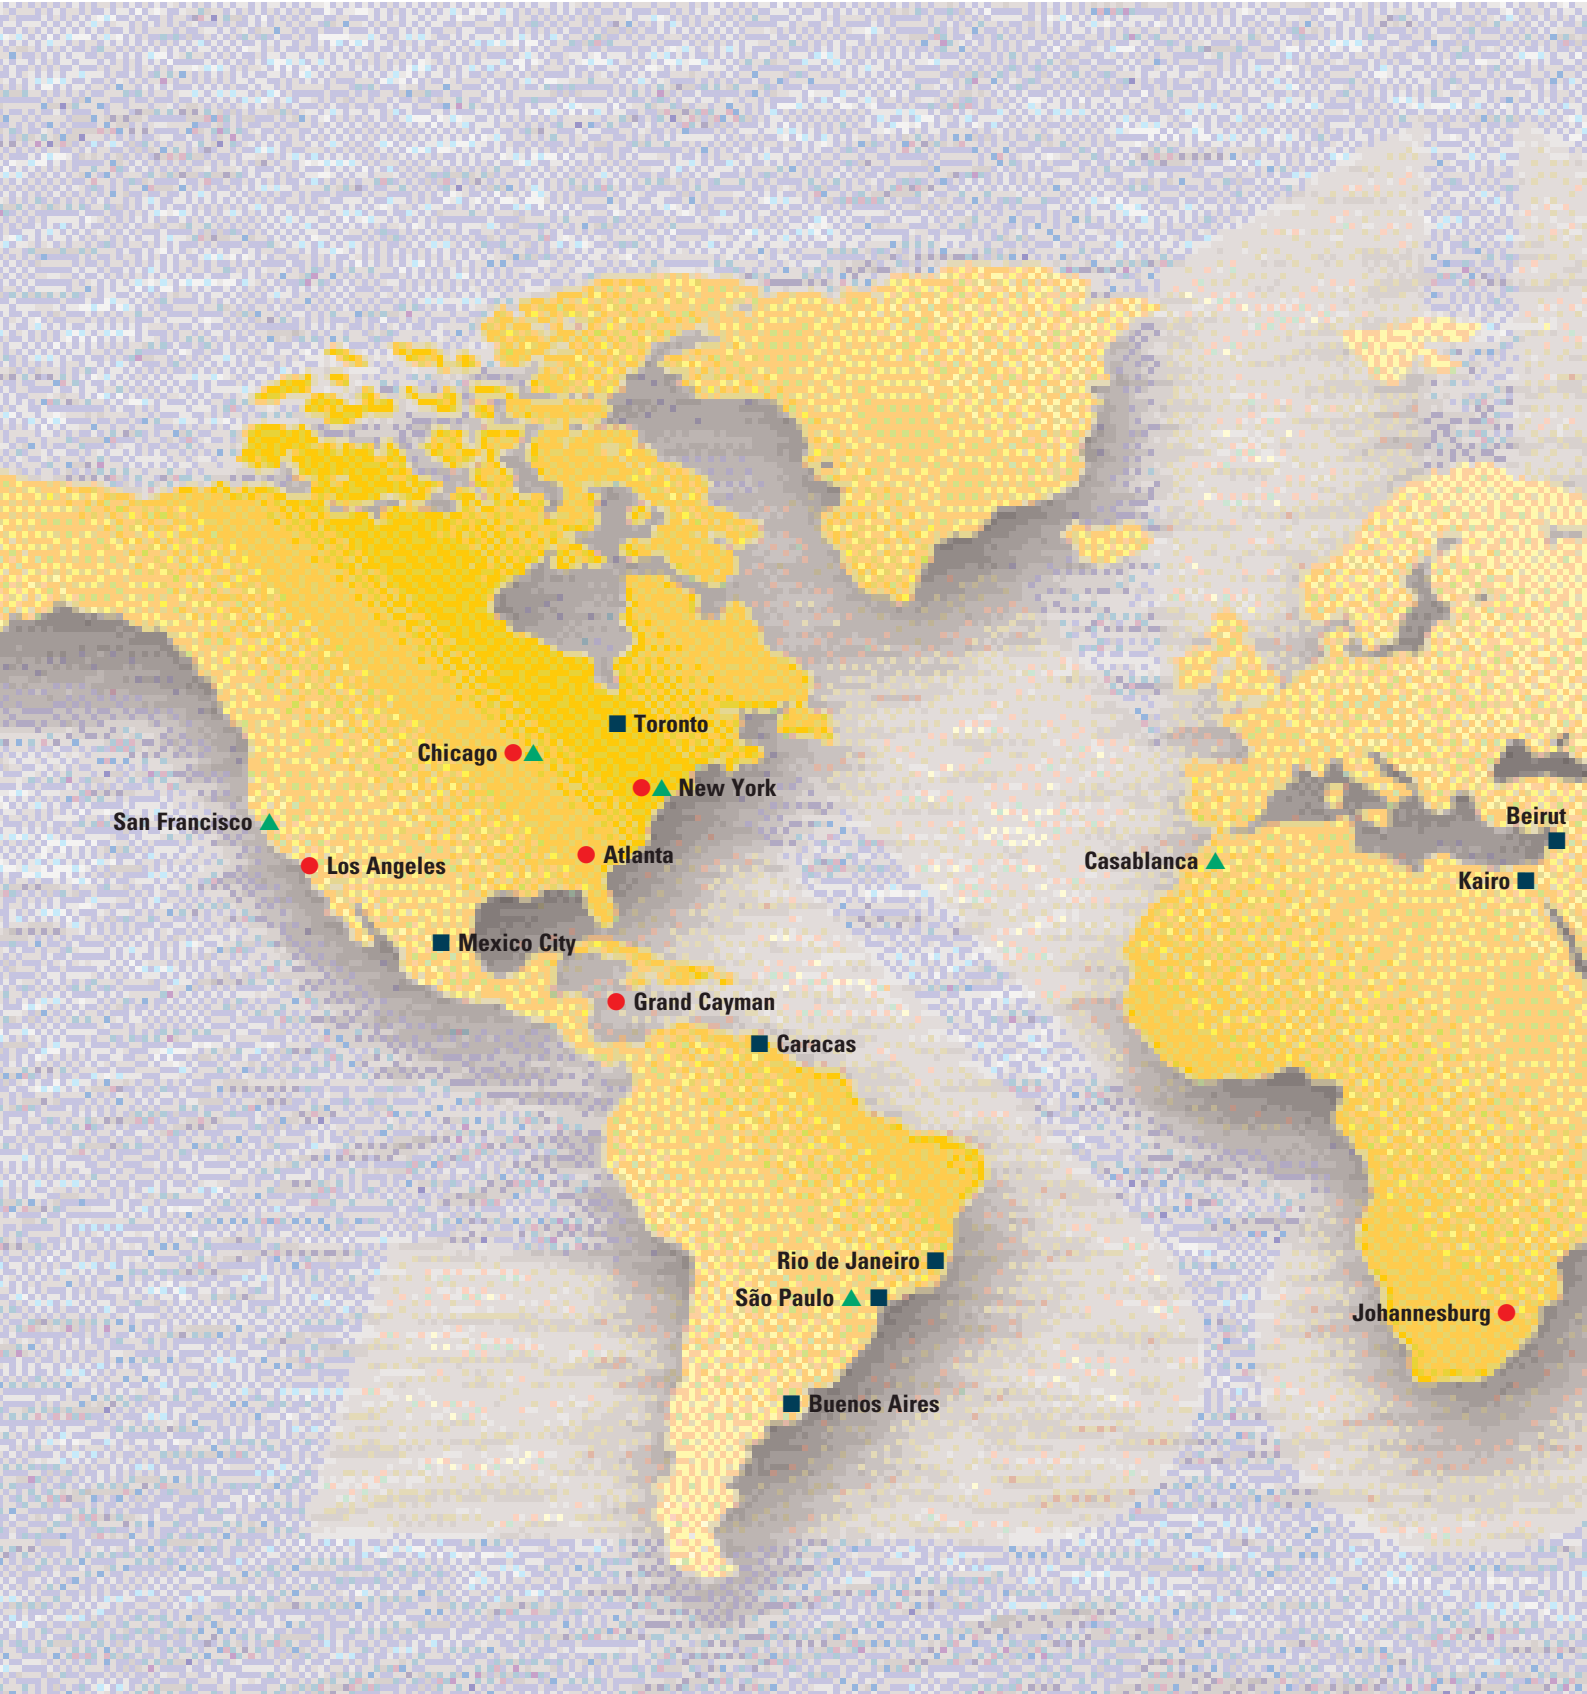 Toronto
Chicago
New York
San Francisco
Beirut
Los Angeles
Atlanta
Casablanca
Kairo
Mexico City
Grand Cayman
Caracas
Rio de Janeiro
São Paulo
Johannesburg
Buenos Aires